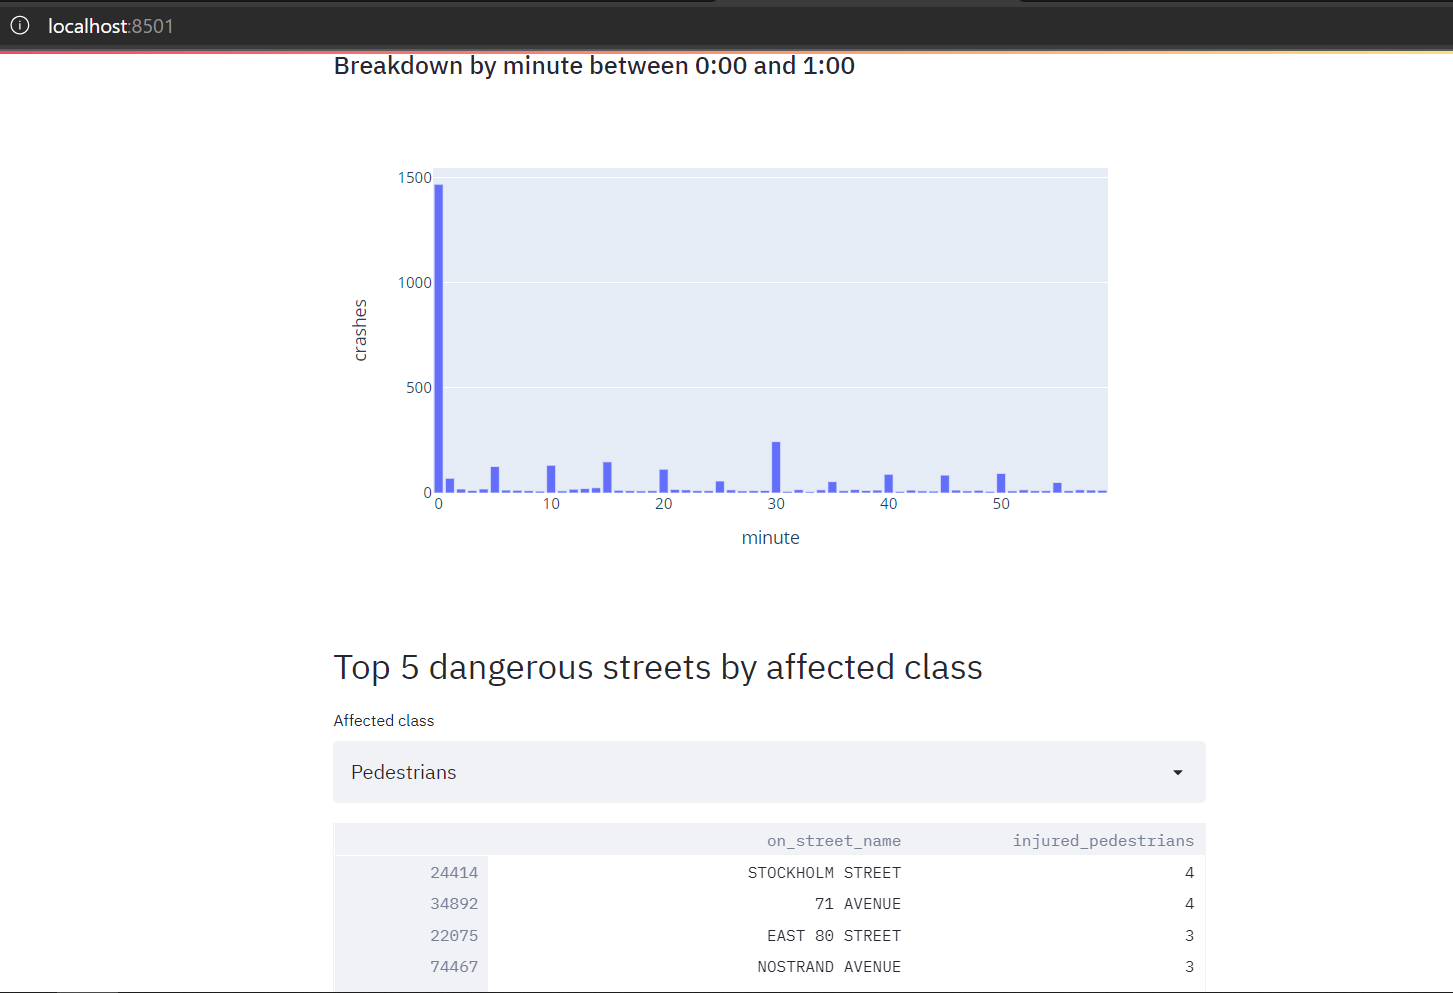 localhost:8501
Breakdown by minute between 0:00 and 1:00
1500
1000
500
0
crashes
0 10 20 30 40 50
minute
Top 5 dangerous streets by affected class
Affected class
Pedestrians
on_street_name injured_pedestrians
24414 STOCKHOLM STREET 4
34892 71 AVENUE 4
22075 EAST 80 STREET 3
74467 NOSTRAND AVENUE 3